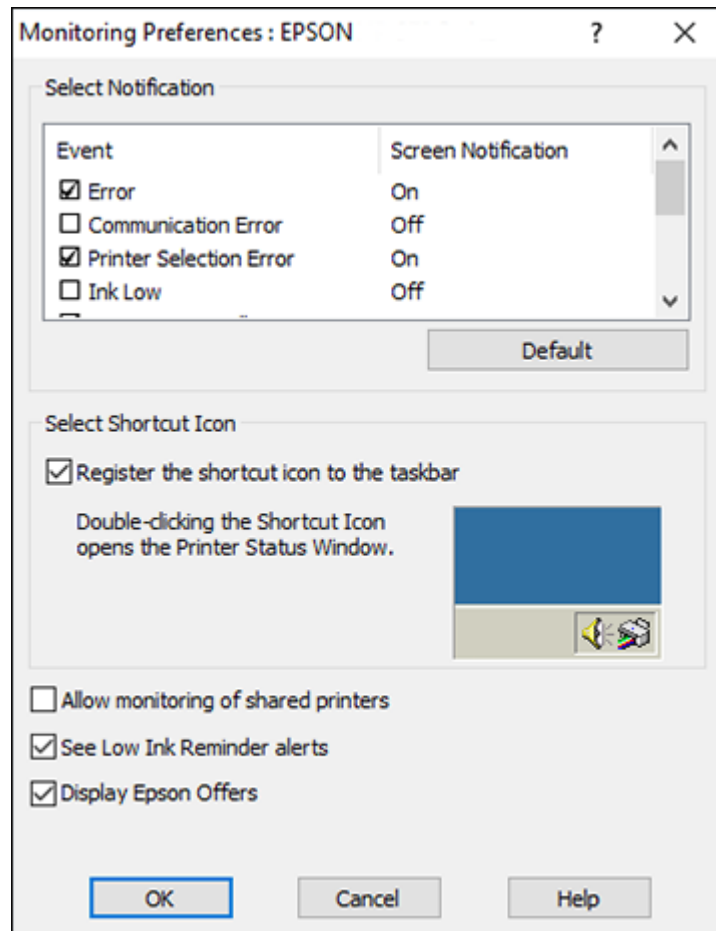 Monitoring Preferences : EPSON
Select Notification
Event Screen Notification
Error On
Communication Error Off
Printer Selection Error On
Ink Low Off
Default
Select Shortcut Icon
Register the shortcut icon to the taskbar
Double-clicking the Shortcut Icon
opens the Printer Status Window.
Allow monitoring of shared printers
See Low Ink Reminder alerts
Display Epson Offers
OK Cancel Help